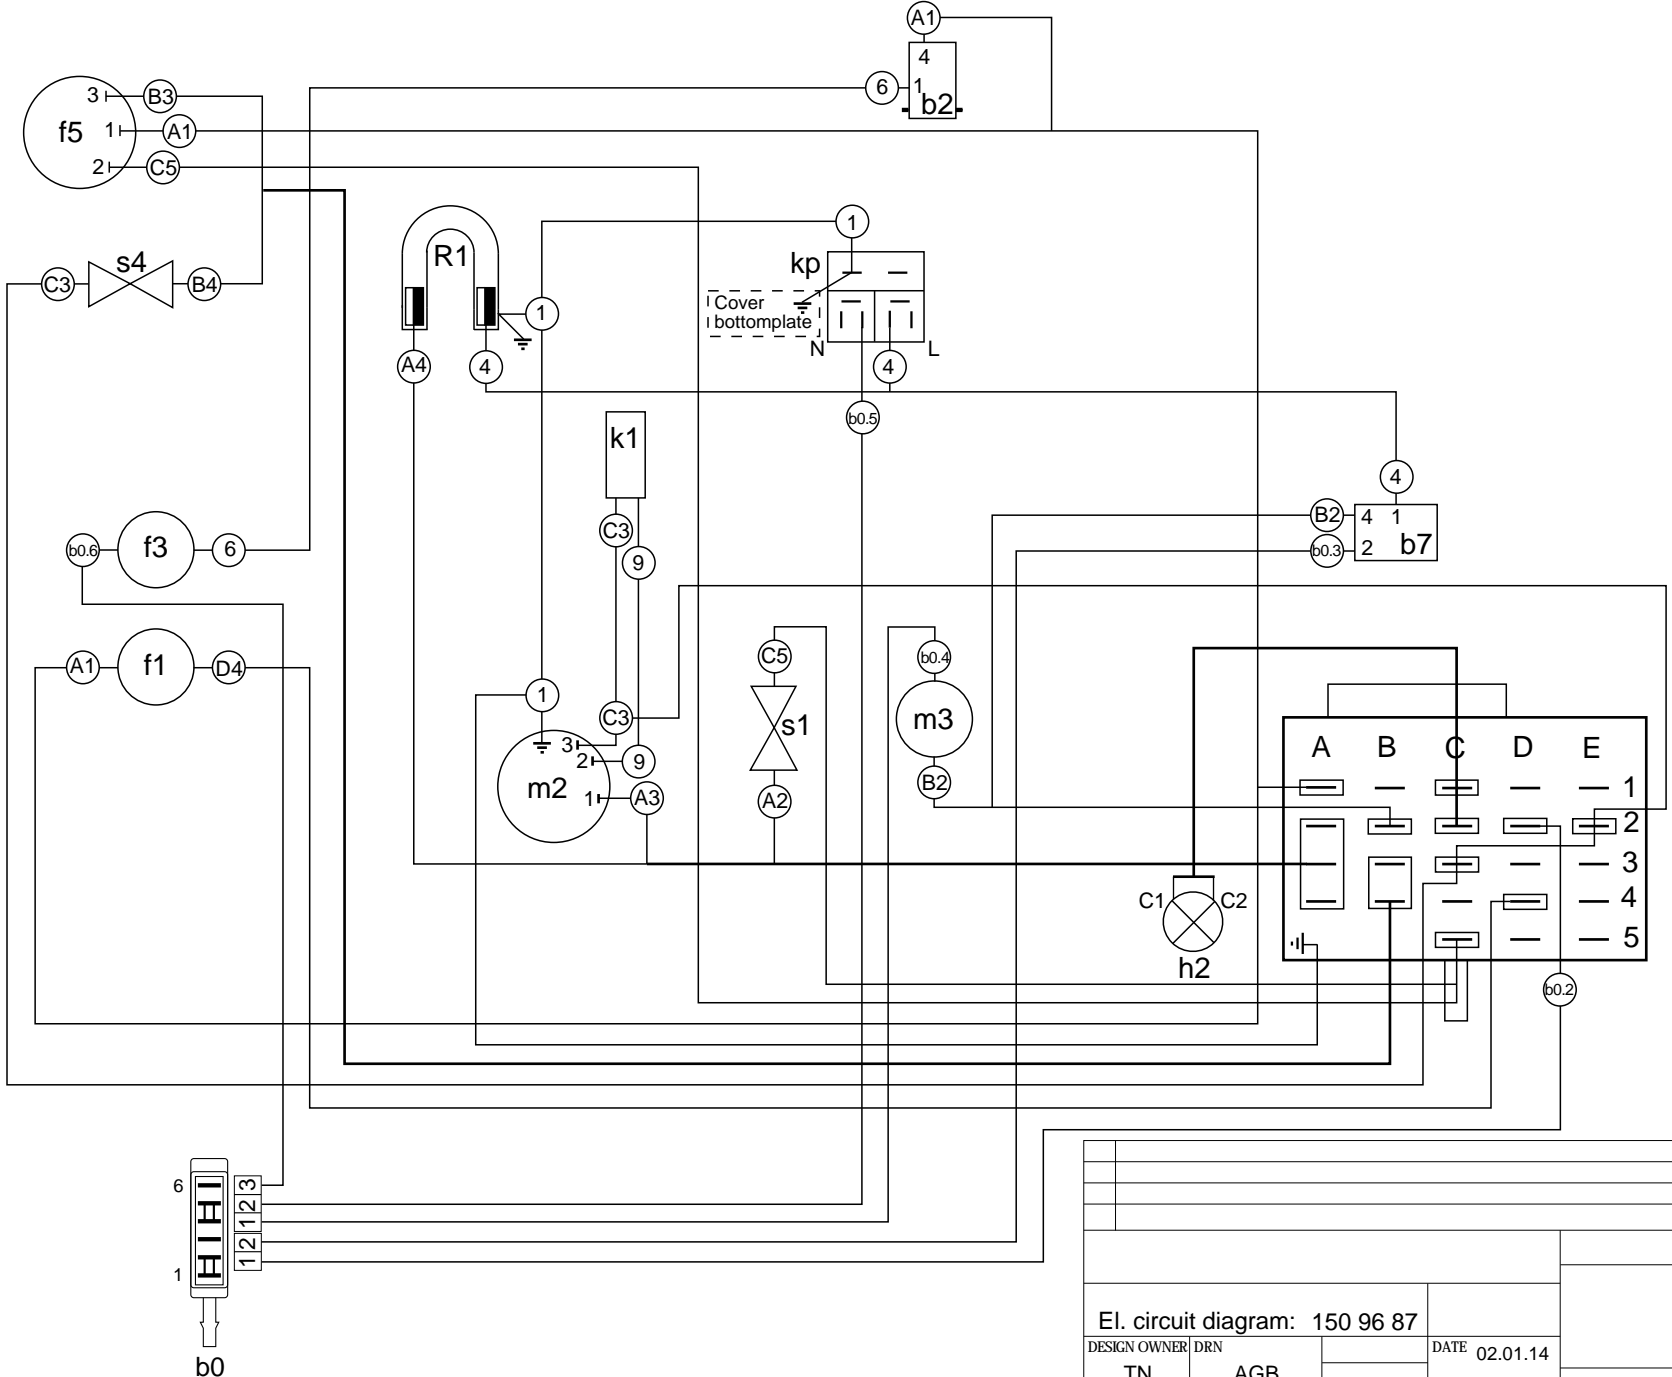 A1
4
6 1
b2
3 B3
f5 1 A1
2 C5
1
R1
kp
s4
C3 B4
Cover
bottomplate
1
N L
A4 4 4
b0.5
k1
4
C3
B2 4 1
b0.6 f3 6
9
b0.3 2 b7
A1 f1 D4
C5
b0.4
1
C3
s1
m3
3
2 9
A B C D E
m2
1 A3
A2
B2
1
2
3
4
5
C1 C2
h2
b0.2
6 3
2
1
2
1 1
b0
El. circuit diagram: 150 96 87
DESIGN OWNER DRN DATE 02.01.14
TN AGB